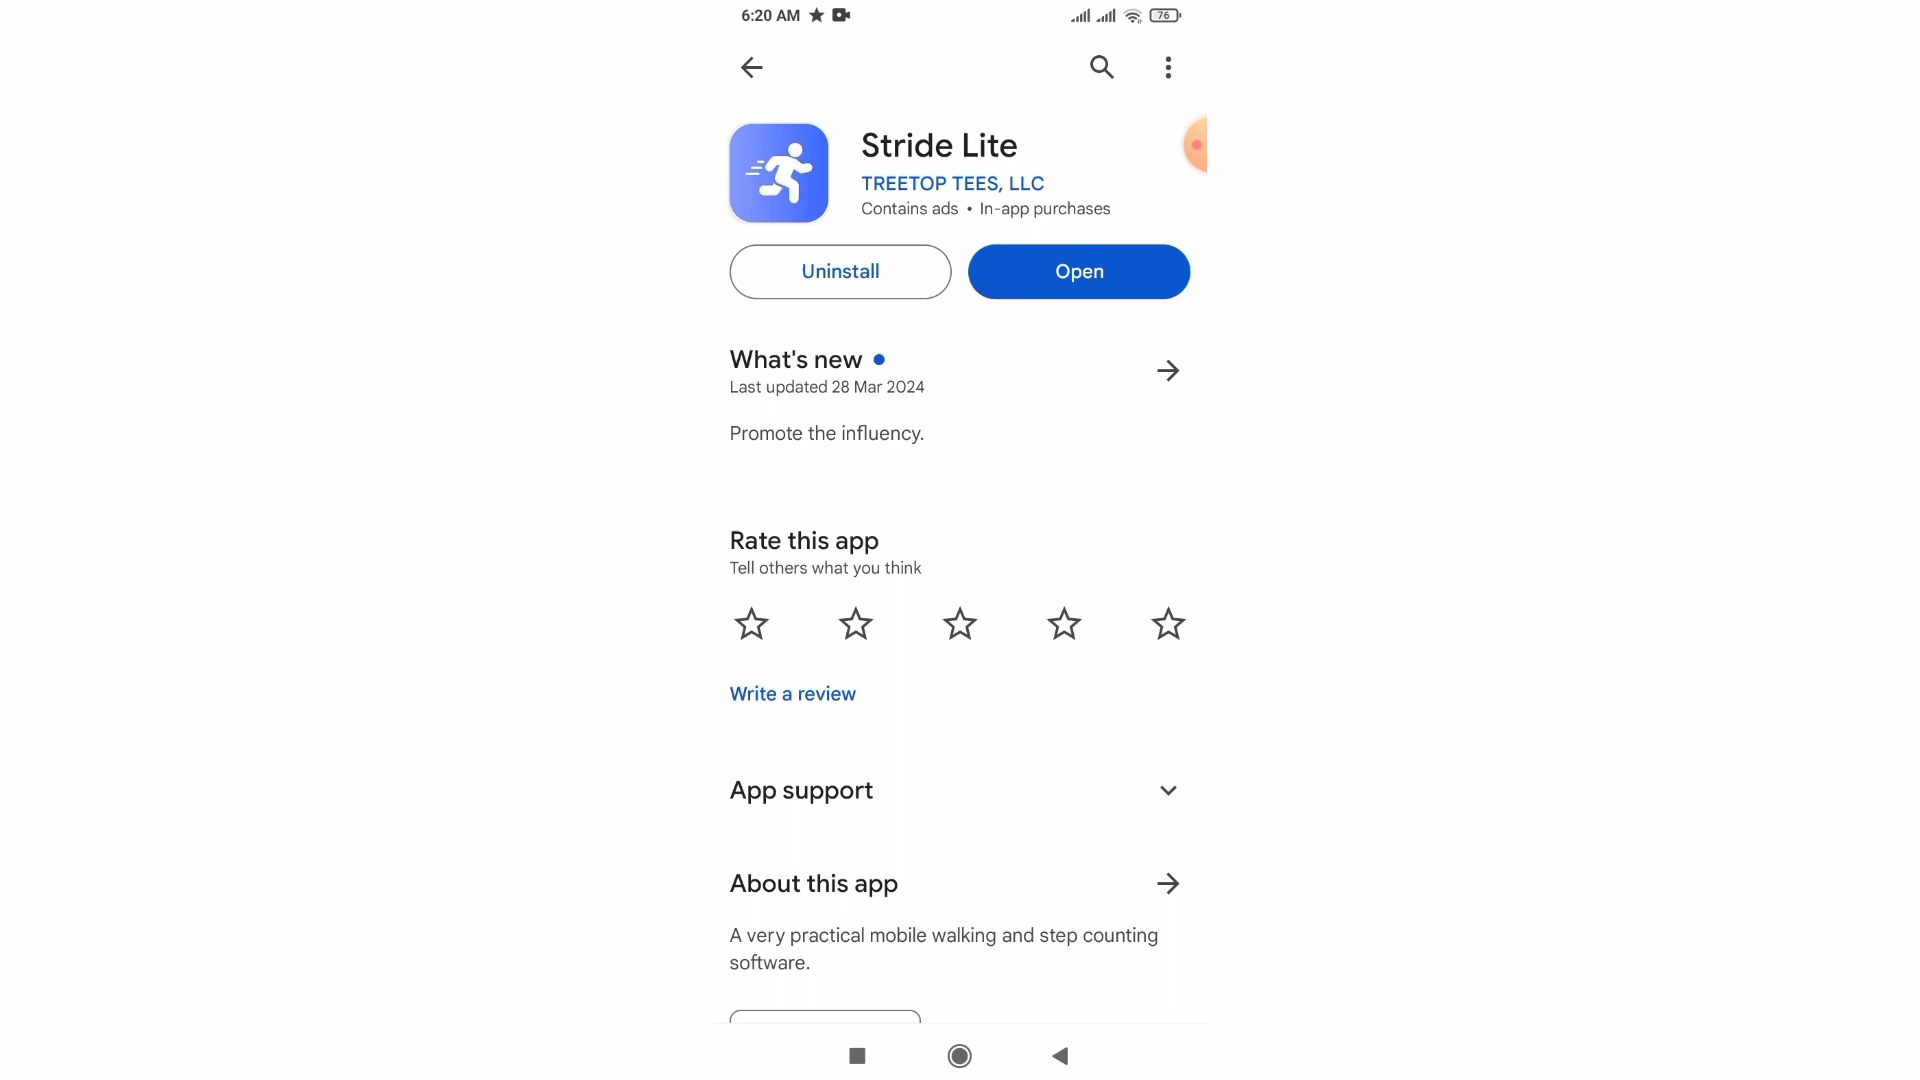 6:20 AM
76
Stride Lite
TREETOP TEES, LLC
Contains ads • In-app purchases
Uninstall
Open
What's new
Last updated 28 Mar 2024
Promote the influency.
Rate this app
Tell others what you think
Write a review
App support
About this app
A very practical mobile walking and step counting
software.